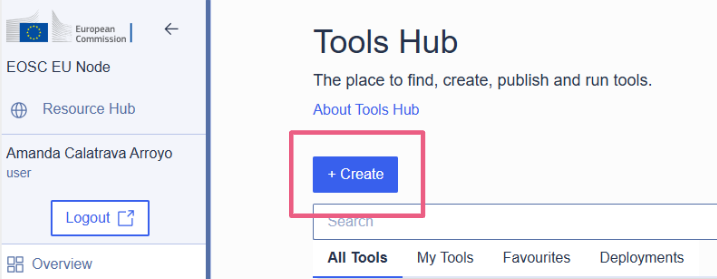 European
Commission
EOSC EU Node
Resource Hub
Amanda Calatrava Arroyo
user
Logout
Overview
Tools Hub
The place to find, create, publish and run tools.
About Tools Hub
+ Create
Search
All Tools My Tools Favourites Deployments